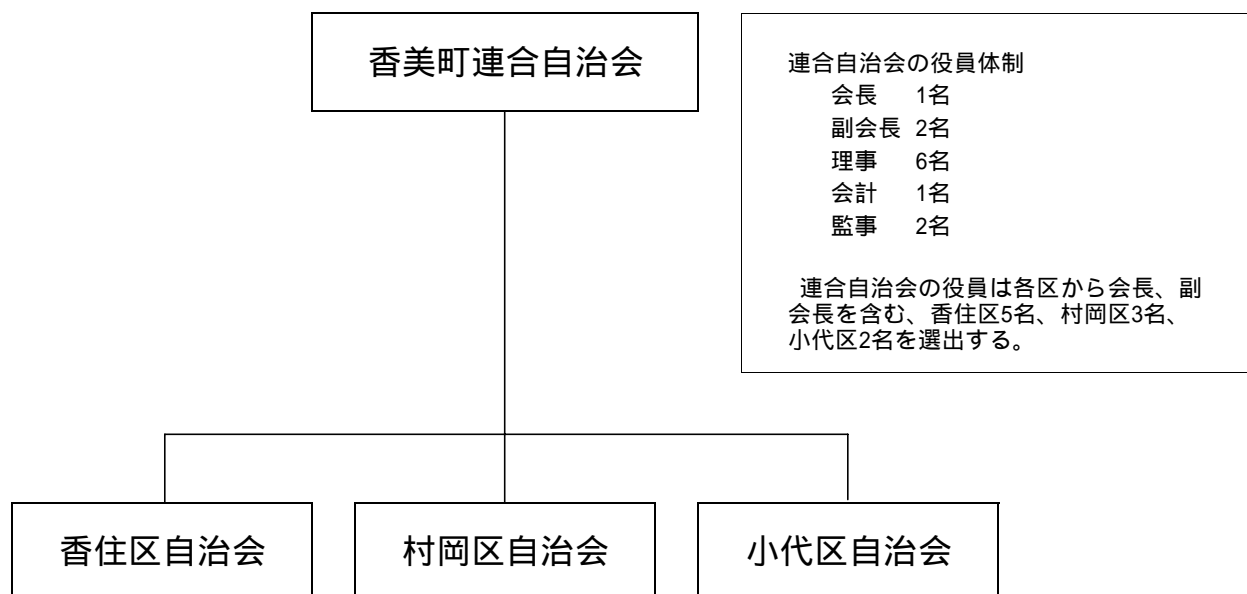 香美町連合自治会
連合自治会の役員体制
会長 1名
副会長 2名
理事 6名
会計 1名
監事 2名
連合自治会の役員は各区から会長、副
会長を含む、香住区5名、村岡区3名、
小代区2名を選出する。
香住区自治会
村岡区自治会
小代区自治会